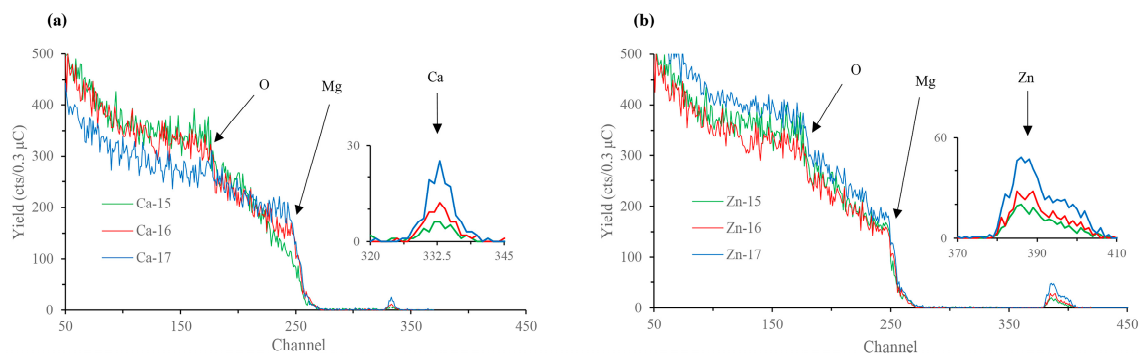 (a)
Yield (cts/0.3 µC)
500
400
300
200
100
0
50
150
250
350
450
Channel
O
Mg
Ca
Ca-15
Ca-16
Ca-17
30
15
0
320
332.5
345
(b)
Yield (cts/0.3 µC)
500
400
300
200
100
0
50
150
250
350
450
Channel
O
Mg
Zn
Zn-15
Zn-16
Zn-17
60
30
0
370
390
410